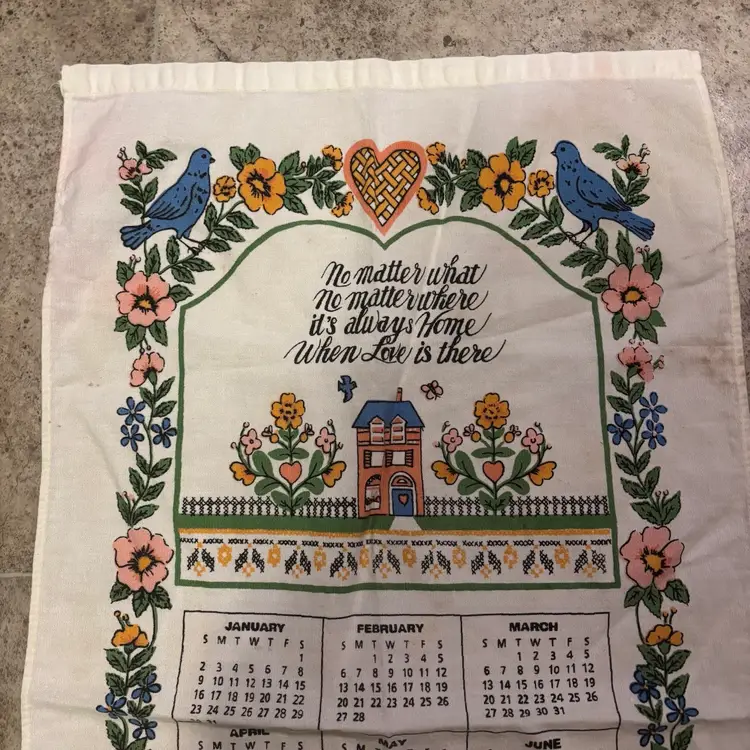 No matter what
No matter where
it's always Home
When Love is there
JANUARY FEBRUARY MARCH
S M T W T F S S M T W T F S S M T W T F S
1 1 2 3 4 5 1 2 3 4 5
2 3 4 5 6 7 8 6 7 8 9 10 11 12 6 7 8 9 10 11 12
9 10 11 12 13 14 15 13 14 15 16 17 18 19 13 14 15 16 17 18 19
16 17 18 19 20 21 22 20 21 22 23 24 25 26 20 21 22 23 24 25 26
23 24 25 26 27 28 29 27 28 27 28 29 30 31
30 31
APRIL MAY JUNE